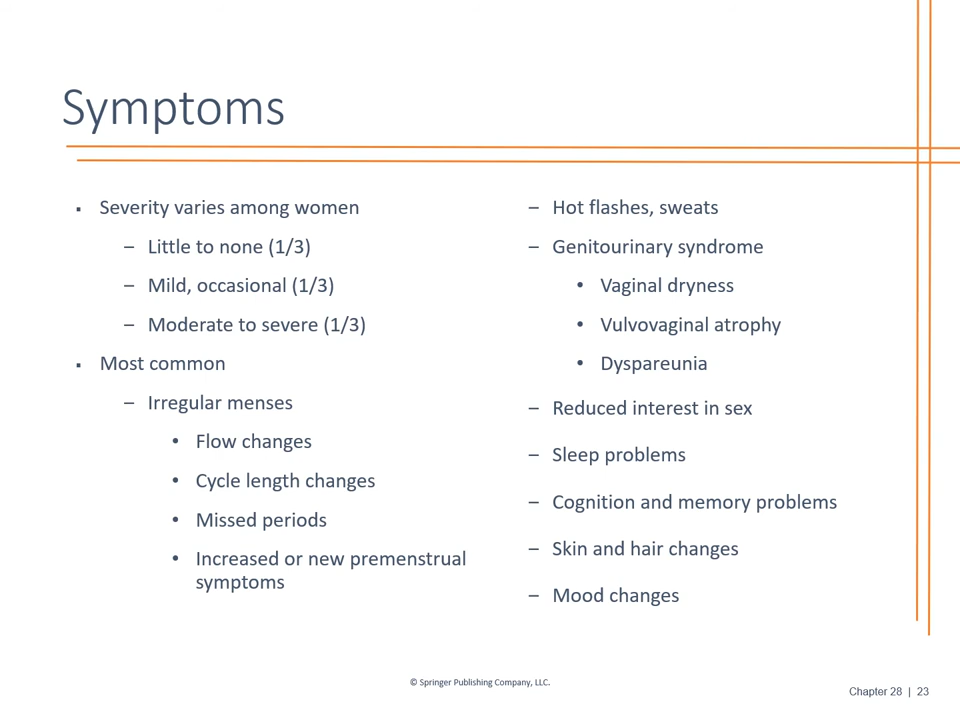 Symptoms
▪ Severity varies among women
– Little to none (1/3)
– Mild, occasional (1/3)
– Moderate to severe (1/3)
▪ Most common
– Irregular menses
• Flow changes
• Cycle length changes
• Missed periods
• Increased or new premenstrual
symptoms
– Hot flashes, sweats
– Genitourinary syndrome
• Vaginal dryness
• Vulvovaginal atrophy
• Dyspareunia
– Reduced interest in sex
– Sleep problems
– Cognition and memory problems
– Skin and hair changes
– Mood changes
© Springer Publishing Company, LLC.
Chapter 28 | 23